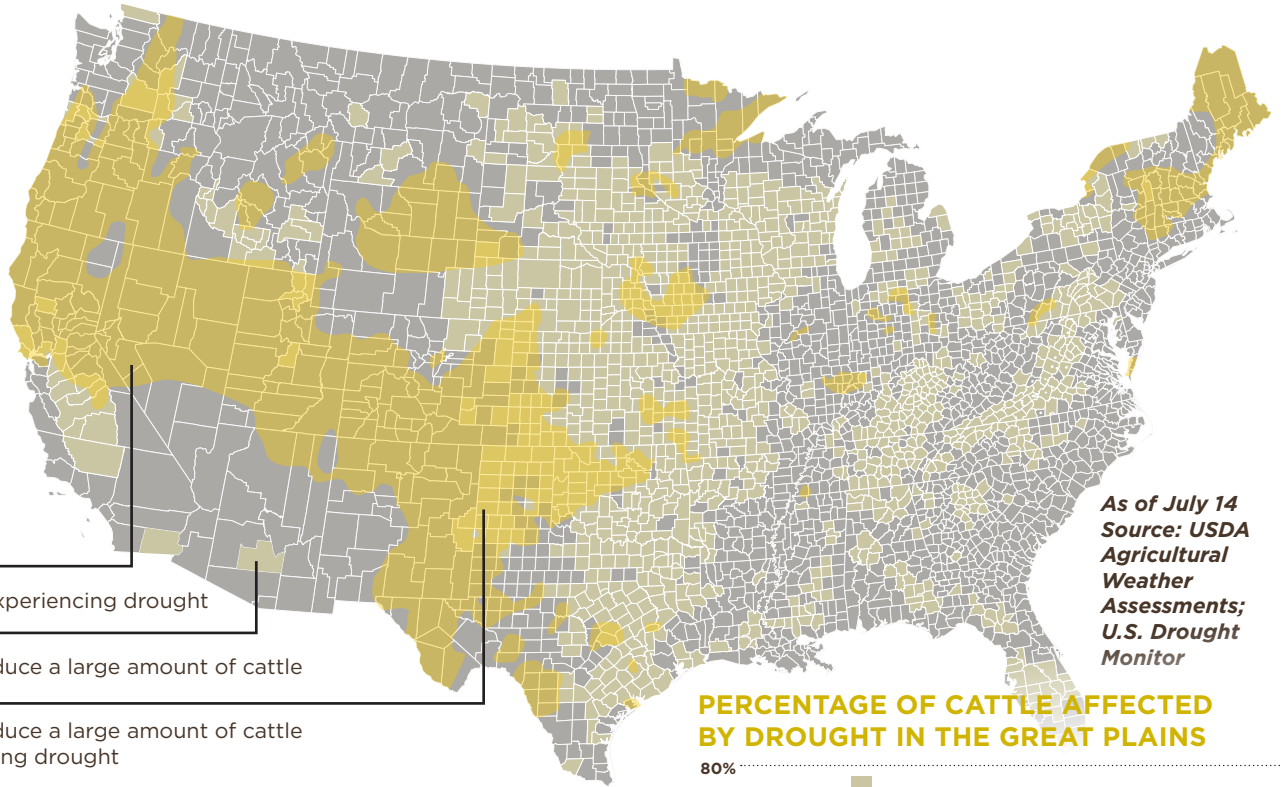 xperiencing drought
duce a large amount of cattle
duce a large amount of cattle
ng drought
As of July 14
Source: USDA
Agricultural
Weather
Assessments;
U.S. Drought
Monitor
PERCENTAGE OF CATTLE AFFECTED
BY DROUGHT IN THE GREAT PLAINS
80%